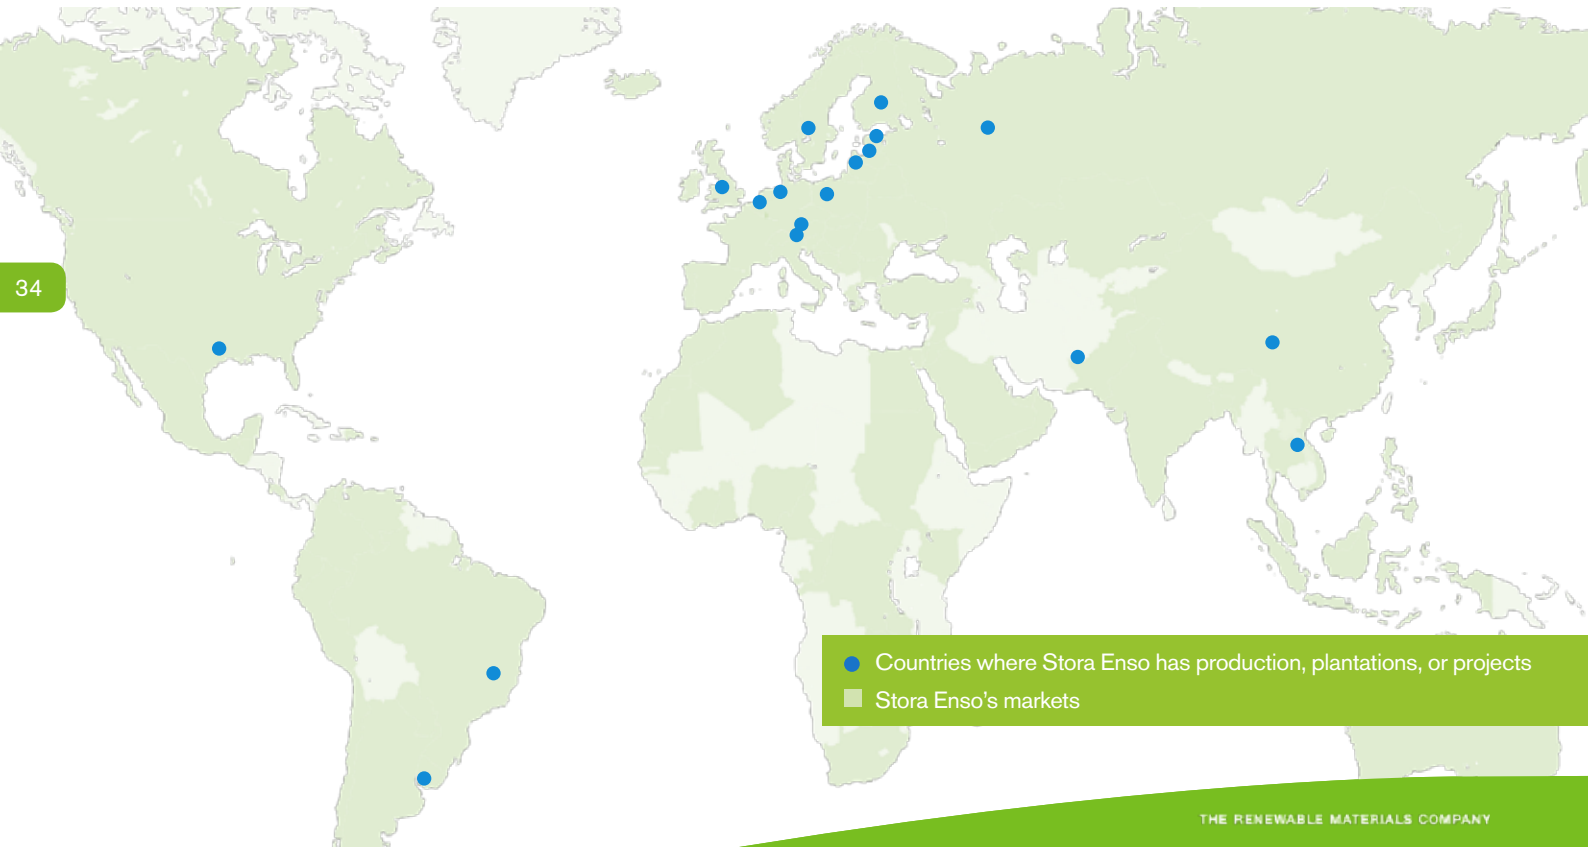 34
Countries where Stora Enso has production, plantations, or projects
Stora Enso’s markets
THE RENEWABLE MATERIALS COMPANY